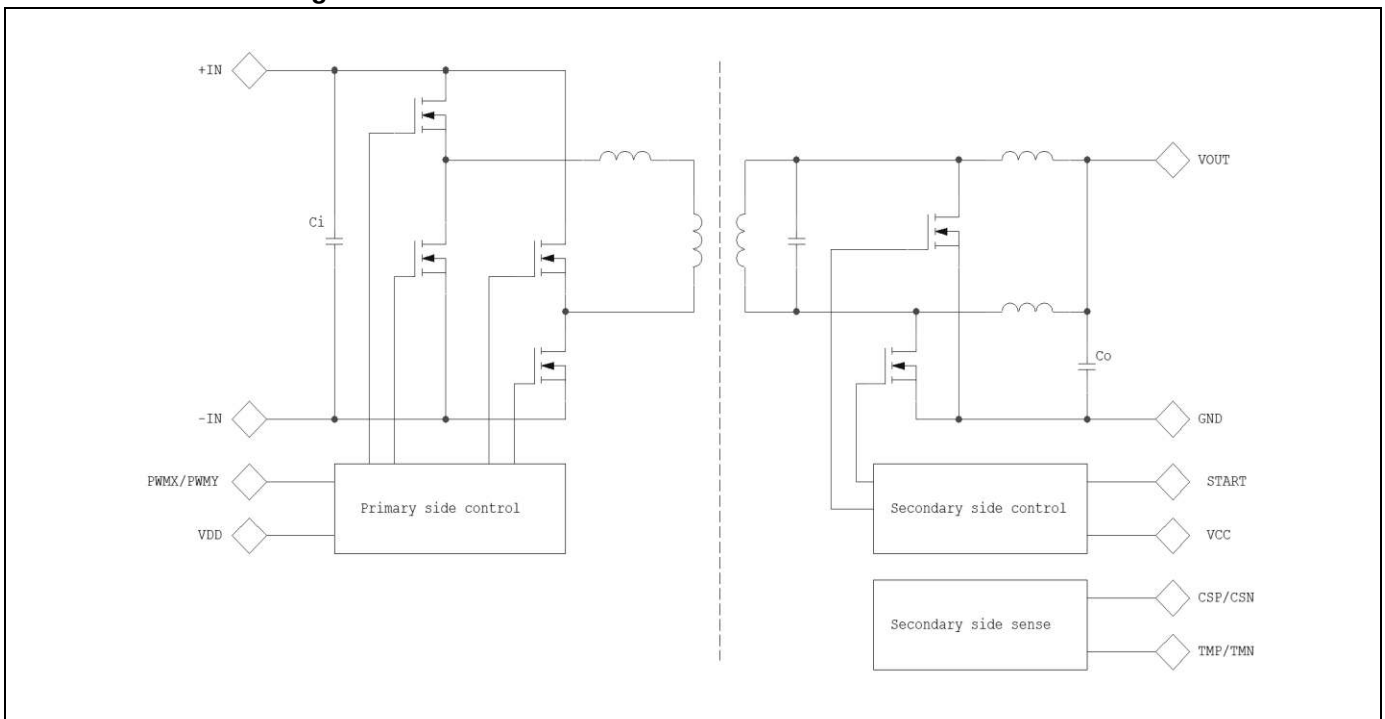 +IN
VOUT
Ci
Co
-IN
GND
PWMX/PWMY
START
Primary side control
Secondary side control
VDD
VCC
CSP/CSN
Secondary side sense
TMP/TMN